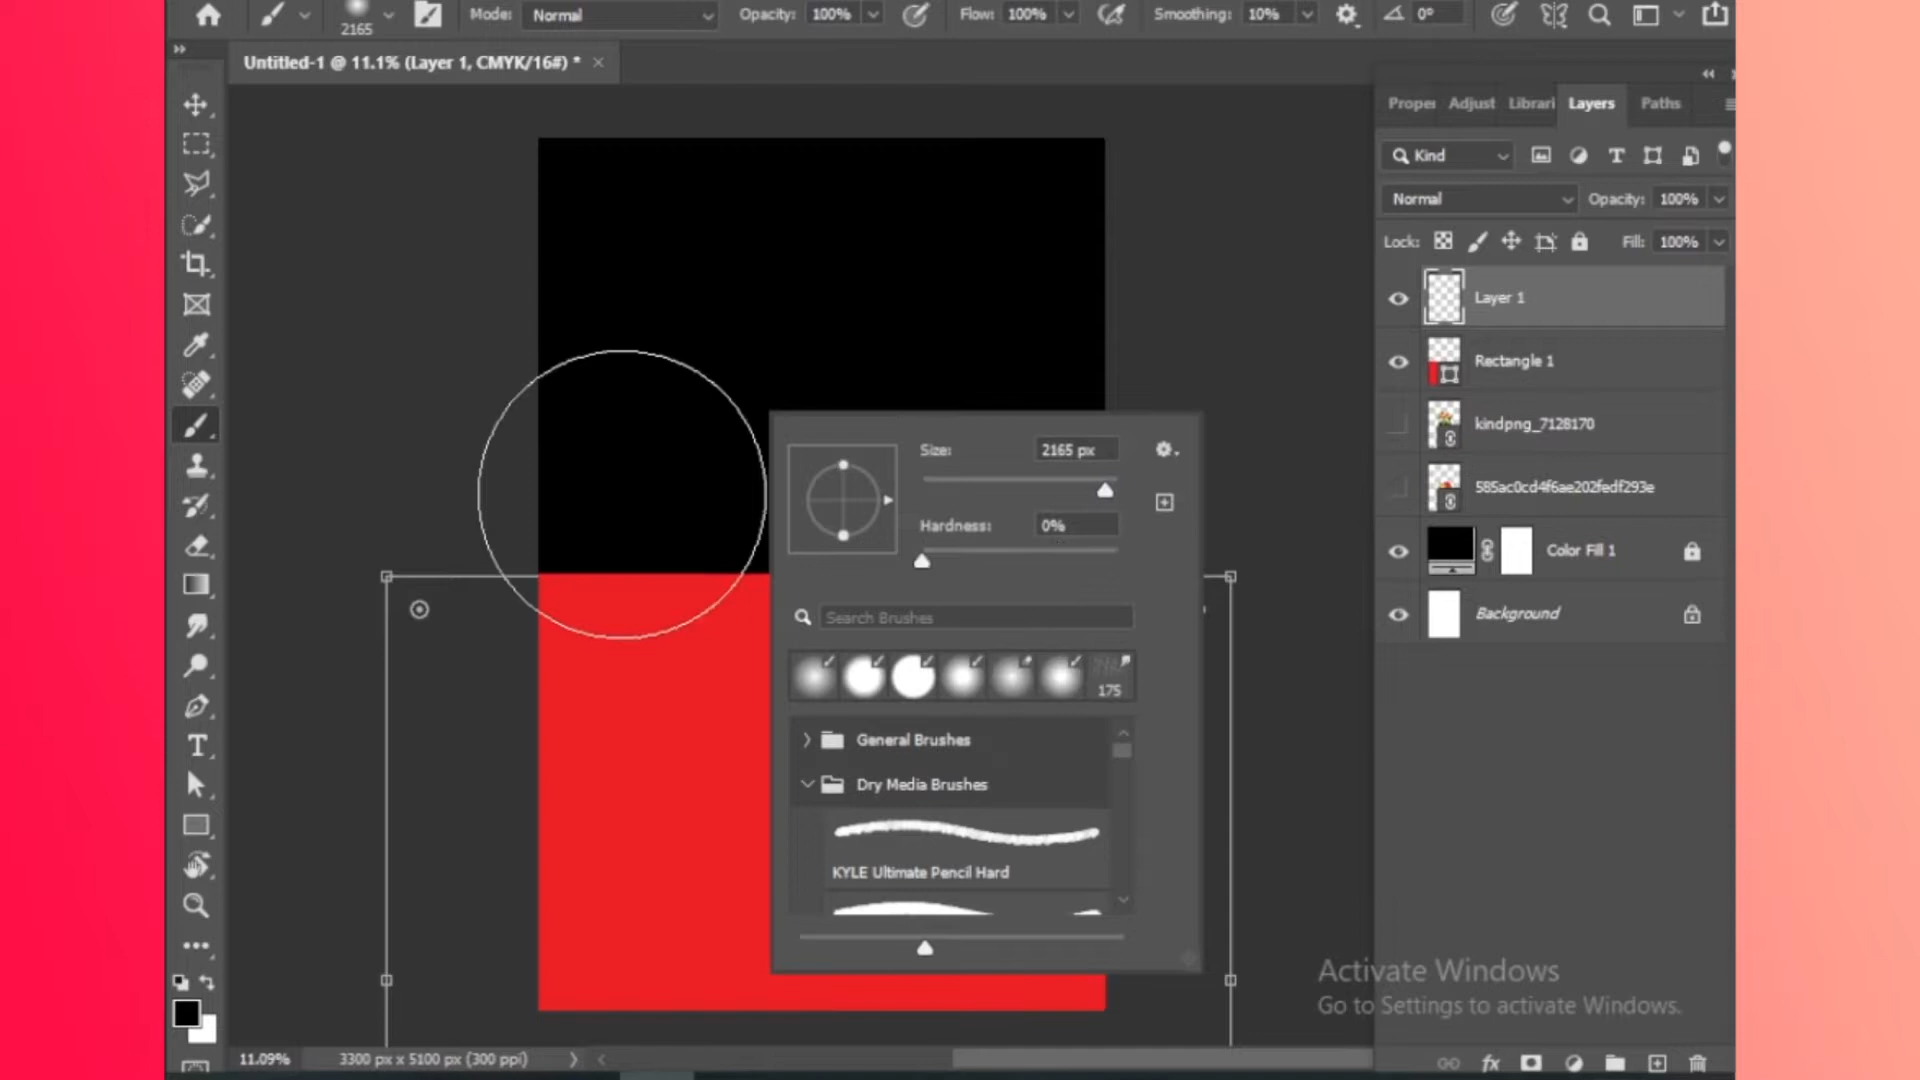 2165
Mode: Normal Opacity: 100% Flow: 100% Smoothing: 10% 0°
Untitled-1 @ 11.1% (Layer 1, CMYK/16#) *
Proper Adjust Librari Layers Paths
Kind
Normal Opacity: 100%
Lock: Fill: 100%
Layer 1
Rectangle 1
kindpng_7128170
585ac0cd4f6ae202fedf293e
Color Fill 1
Background
Size: 2165 px
Hardness: 0%
Search Brushes
175
General Brushes
Dry Media Brushes
KYLE Ultimate Pencil Hard
Activate Windows
Go to Settings to activate Windows.
11.09% 3300 px x 5100 px (300 ppi)
fx